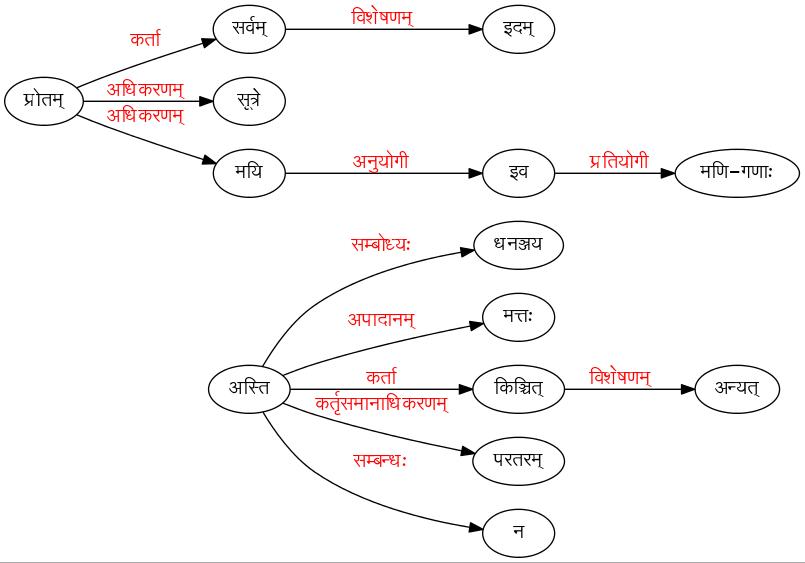 सर्वम्
विशेषणम्
इदम्
कर्ता
प्रोतम्
अधिकरणम्
सूत्रे
अधिकरणम्
मयि
अनुयोगी
इव
प्रतियोगी
मणि-गणाः
सम्बोध्यः
धनञ्जय
अपादानम्
मत्तः
अस्ति
कर्ता
किञ्चित्
विशेषणम्
अन्यत्
कर्तृसमानाधिकरणम्
परतरम्
सम्बन्धः
न